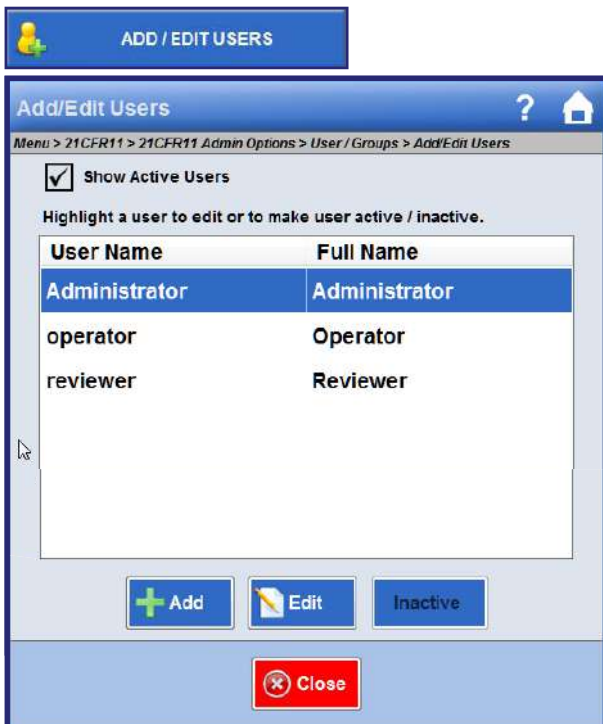 ADD / EDIT USERS
Add/Edit Users ?
Menu > 21CFR11 > 21CFR11 Admin Options > User / Groups > Add/Edit Users
Show Active Users
Highlight a user to edit or to make user active / inactive.
User Name Full Name
Administrator Administrator
operator Operator
reviewer Reviewer
Add Edit Inactive
Close